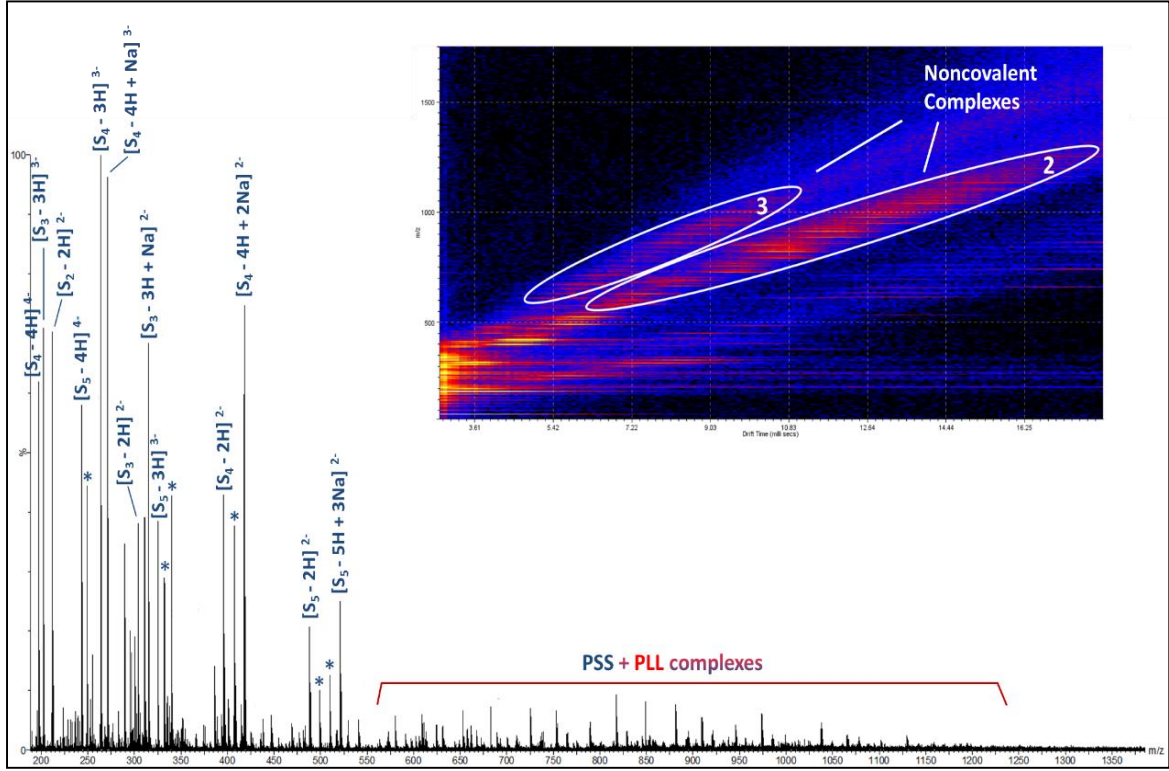 [S₃ - 3H] ³⁻
[S₄ - 3H] ³⁻
[S₄ - 4H + Na] ³⁻
[S₄ - 4H]⁴⁻
[S₂ - 2H] ²⁻
[S₅ - 4H] ⁴⁻
*
[S₃ - 2H] ²⁻
[S₃ - 3H + Na] ²⁻
[S₅ - 3H] ³⁻
*
*
[S₄ - 2H] ²⁻
*
[S₄ - 4H + 2Na] ²⁻
[S₅ - 2H] ²⁻
*
*
[S₅ - 5H + 3Na] ²⁻
PSS + PLL complexes
100
%
0
200 250 300 350 400 450 500 550 600 650 700 750 800 850 900 950 1000 1050 1100 1150 1200 1250 1300 1350 m/z
Noncovalent
Complexes
3
2
1500
1000
500
m/z
3.61 5.42 7.22 9.03 10.83 12.64 14.44 16.25
Drift Time (milli secs)